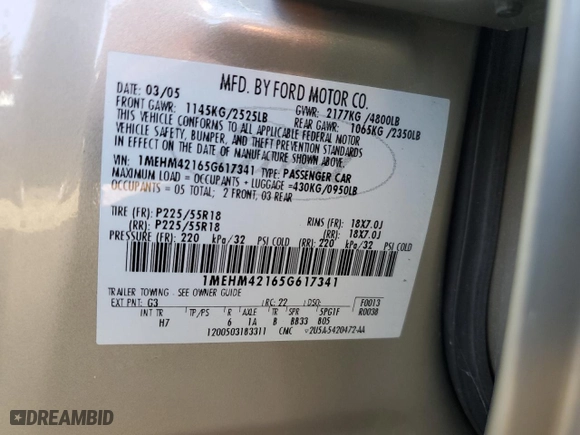 MFD. BY FORD MOTOR CO.
DATE: 03/05 GVWR: 2177KG /4800LB
FRONT GAWR: 1145KG/2525LB REAR GAWR: 1065KG /2350LB
THIS VEHICLE CONFORMS TO ALL APPLICABLE FEDERAL MOTOR
VEHICLE SAFETY, BUMPER, AND THEFT PREVENTION STANDARDS
IN EFFECT ON THE DATE OF MANUFACTURE SHOWN ABOVE.
VIN: 1MEHM42165G617341 TYPE: PASSENGER CAR
MAXIMUM LOAD = OCCUPANTS + LUGGAGE = 430KG/0950LB
OCCUPANTS = 05 TOTAL; 2 FRONT, 03 REAR
TIRE (FR): P225/55R18 RINS (FR): 18X7.0J
(RR): P225/55R18 (RR): 18X7.0J
PRESSURE (FR): 220 kPa/32 PSI COLD (RR): 220 kPa/32 PSI COLD
1MEHM42165G617341
TRAILER TOWING - SEE OWNER GUIDE
EXT PNT: G3 RC: 22 DSO: F0013
INT TR TP/PS R AXLE TR SPR SPG1F R0038
H7 6 1A B BB33 B05
1200503183311 CMC 2U5A-5420472-AA
DREAMBID